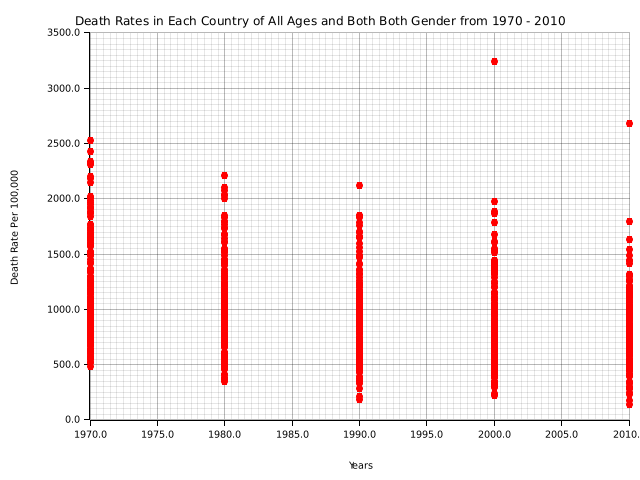 Death Rates in Each Country of All Ages and Both Both Gender from 1970 - 2010
3500.0
3000.0
2500.0
2000.0
1500.0
1000.0
500.0
0.0
Death Rate Per 100,000
1970.0 1975.0 1980.0 1985.0 1990.0 1995.0 2000.0 2005.0 2010.
Years